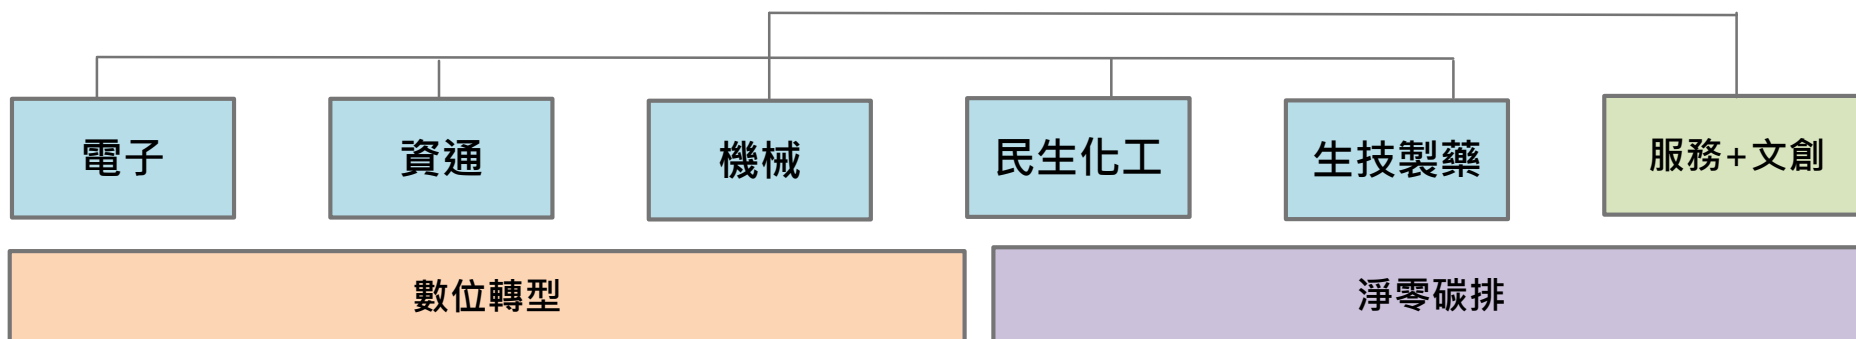 電子
資通
機械
民生化工
生技製藥
服務+文創
數位轉型
淨零碳排